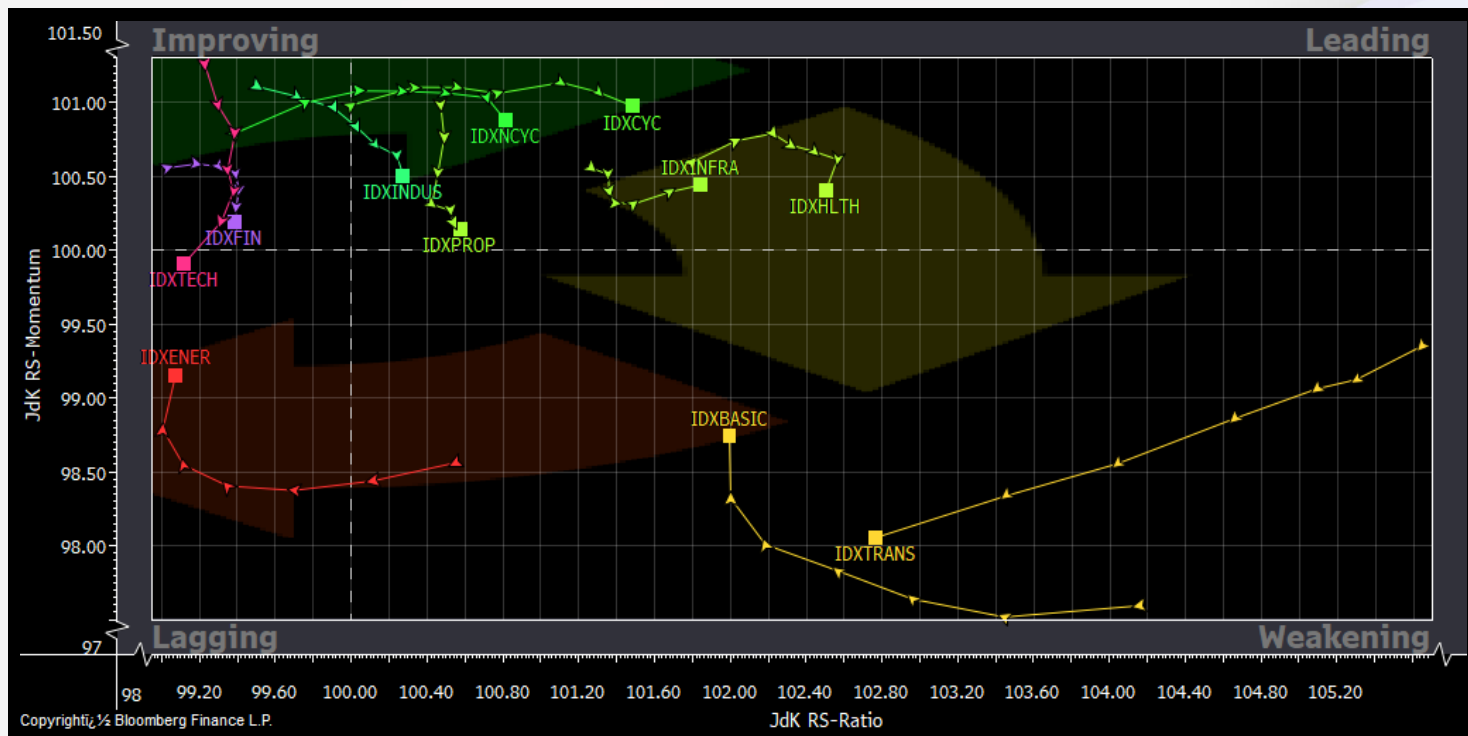 101.50
Improving
Leading
101.00
IDXNCYC
IDXCYC
100.50
IDXINFRA
IDXINDUS
IDXHLTH
IDXFIN
IDXPROP
100.00
IDXTECH
JdK RS-Momentum
99.50
IDXENER
99.00
IDXBASIC
98.50
98.00
IDXTRANS
97
Lagging
Weakening
98 99.20 99.60 100.00 100.40 100.80 101.20 101.60 102.00 102.40 102.80 103.20 103.60 104.00 104.40 104.80 105.20
Copyrightï¿½ Bloomberg Finance L.P.
JdK RS-Ratio